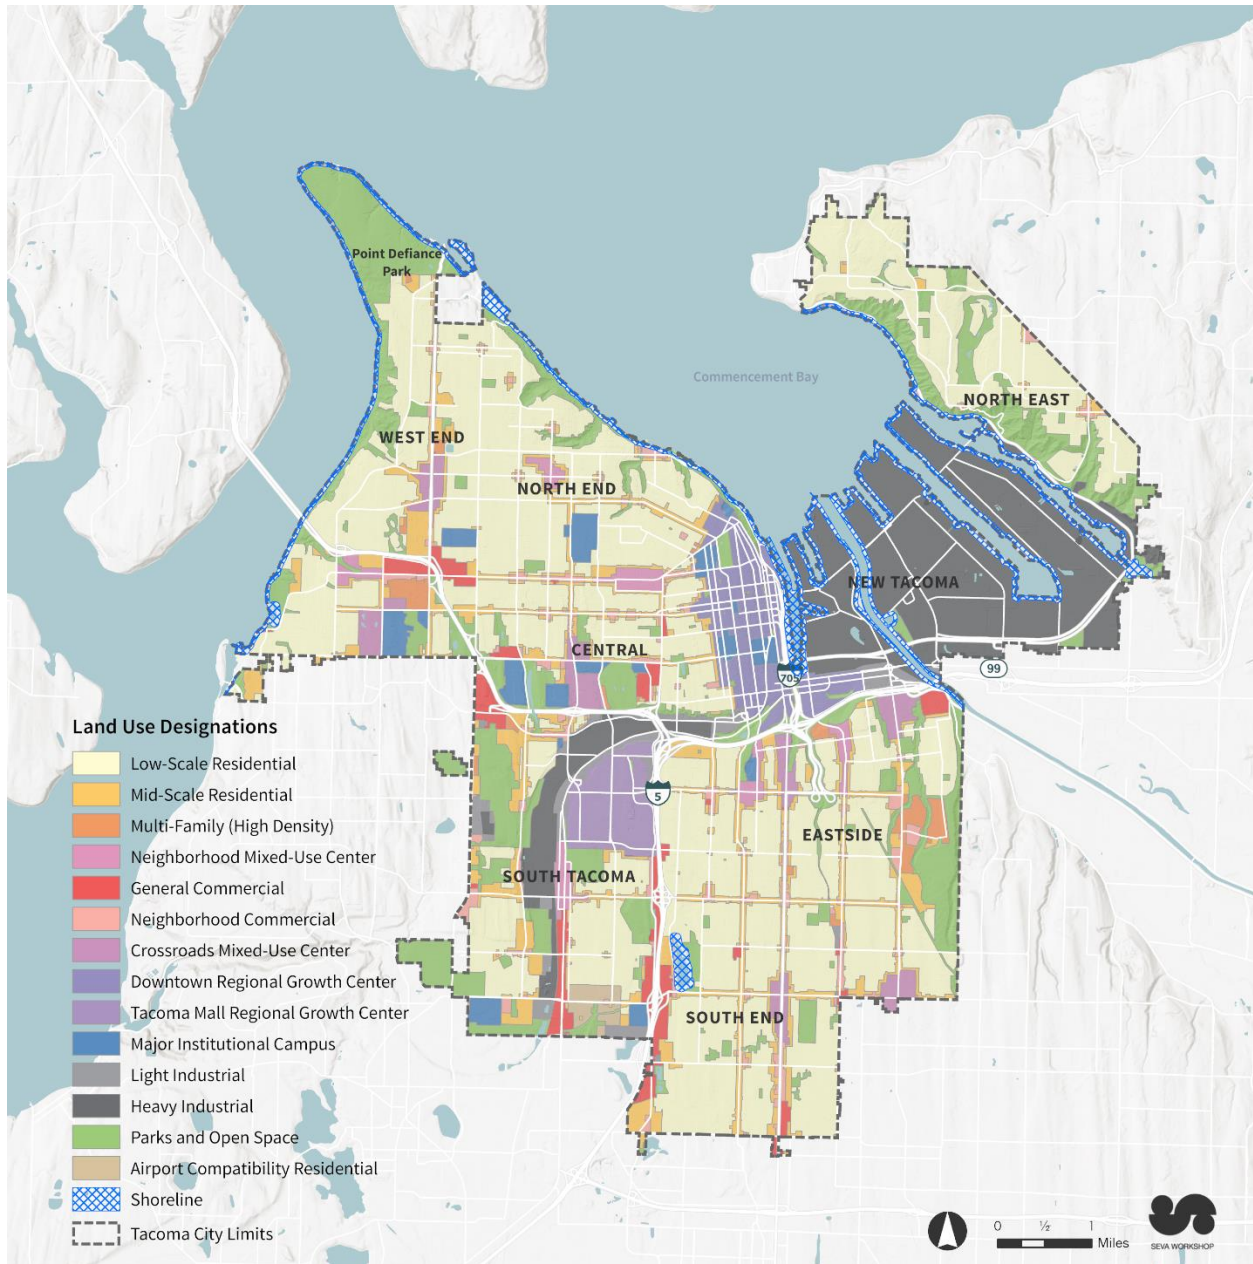 Point Defiance
Park
Commencement Bay
NORTH EAST
WEST END
NORTH END
NEW TACOMA
CENTRAL
705
99
5
EASTSIDE
SOUTH TACOMA
SOUTH END
Land Use Designations
Low-Scale Residential
Mid-Scale Residential
Multi-Family (High Density)
Neighborhood Mixed-Use Center
General Commercial
Neighborhood Commercial
Crossroads Mixed-Use Center
Downtown Regional Growth Center
Tacoma Mall Regional Growth Center
Major Institutional Campus
Light Industrial
Heavy Industrial
Parks and Open Space
Airport Compatibility Residential
Shoreline
Tacoma City Limits
0 ½ 1
Miles
SEVA WORKSHOP